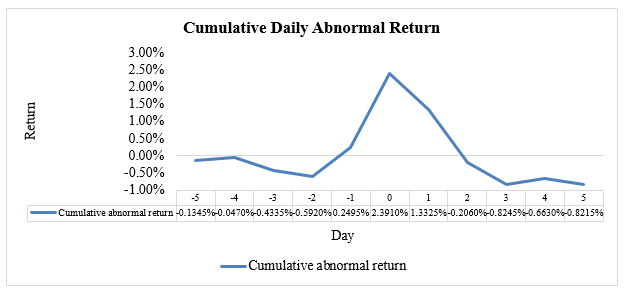 Cumulative Daily Abnormal Return
3.00%
2.50%
2.00%
1.50%
1.00%
0.50%
0.00%
-0.50%
-1.00%
Return
-5 -4 -3 -2 -1 0 1 2 3 4 5
Cumulative abnormal return -0.1345% -0.0470% -0.4335% -0.5920% 0.2495% 2.3910% 1.3325% -0.2060% -0.8245% -0.6630% -0.8215%
Day
Cumulative abnormal return